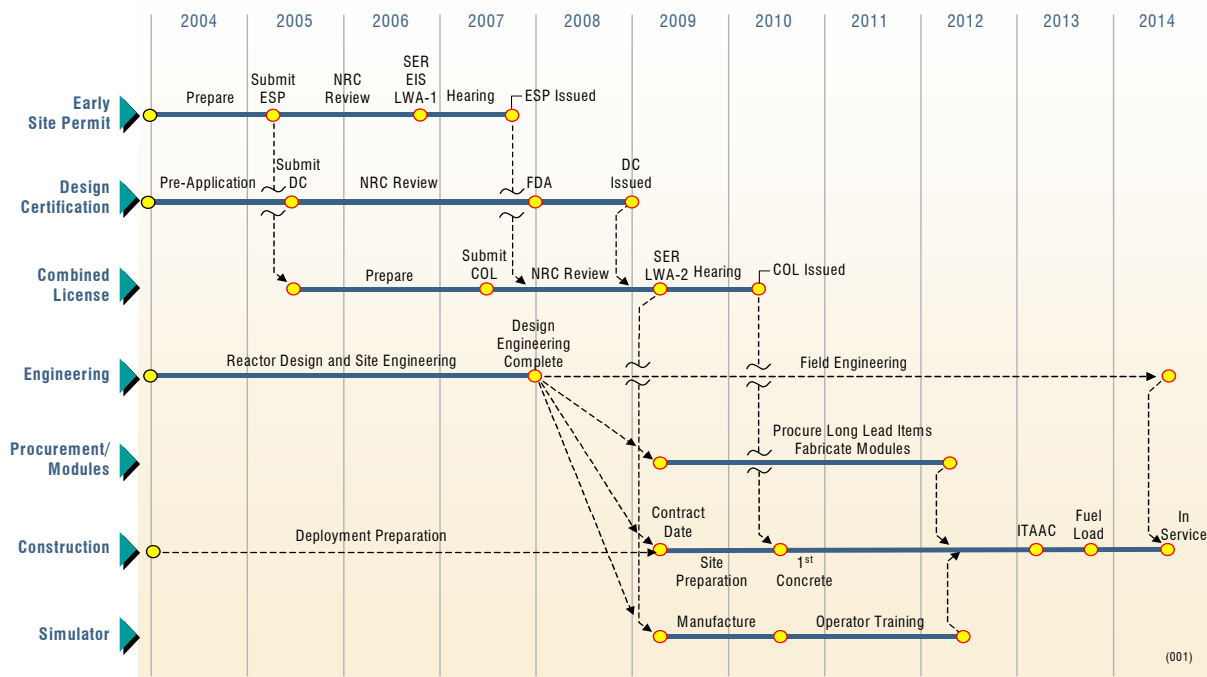 2004 2005 2006 2007 2008 2009 2010 2011 2012 2013 2014
Early
Site Permit
Prepare
Submit
ESP
NRC
Review
SER
EIS
LWA-1
Hearing
ESP Issued
Design
Certification
Pre-Application
Submit
DC
NRC Review
FDA
DC
Issued
Combined
License
Prepare
Submit
COL
NRC Review
SER
LWA-2
Hearing
COL Issued
Engineering
Reactor Design and Site Engineering
Design
Engineering
Complete
Field Engineering
Procurement/
Modules
Procure Long Lead Items
Fabricate Modules
Construction
Deployment Preparation
Contract
Date
Site
Preparation
1st
Concrete
ITAAC
Fuel
Load
In
Service
Simulator
Manufacture
Operator Training
(001)